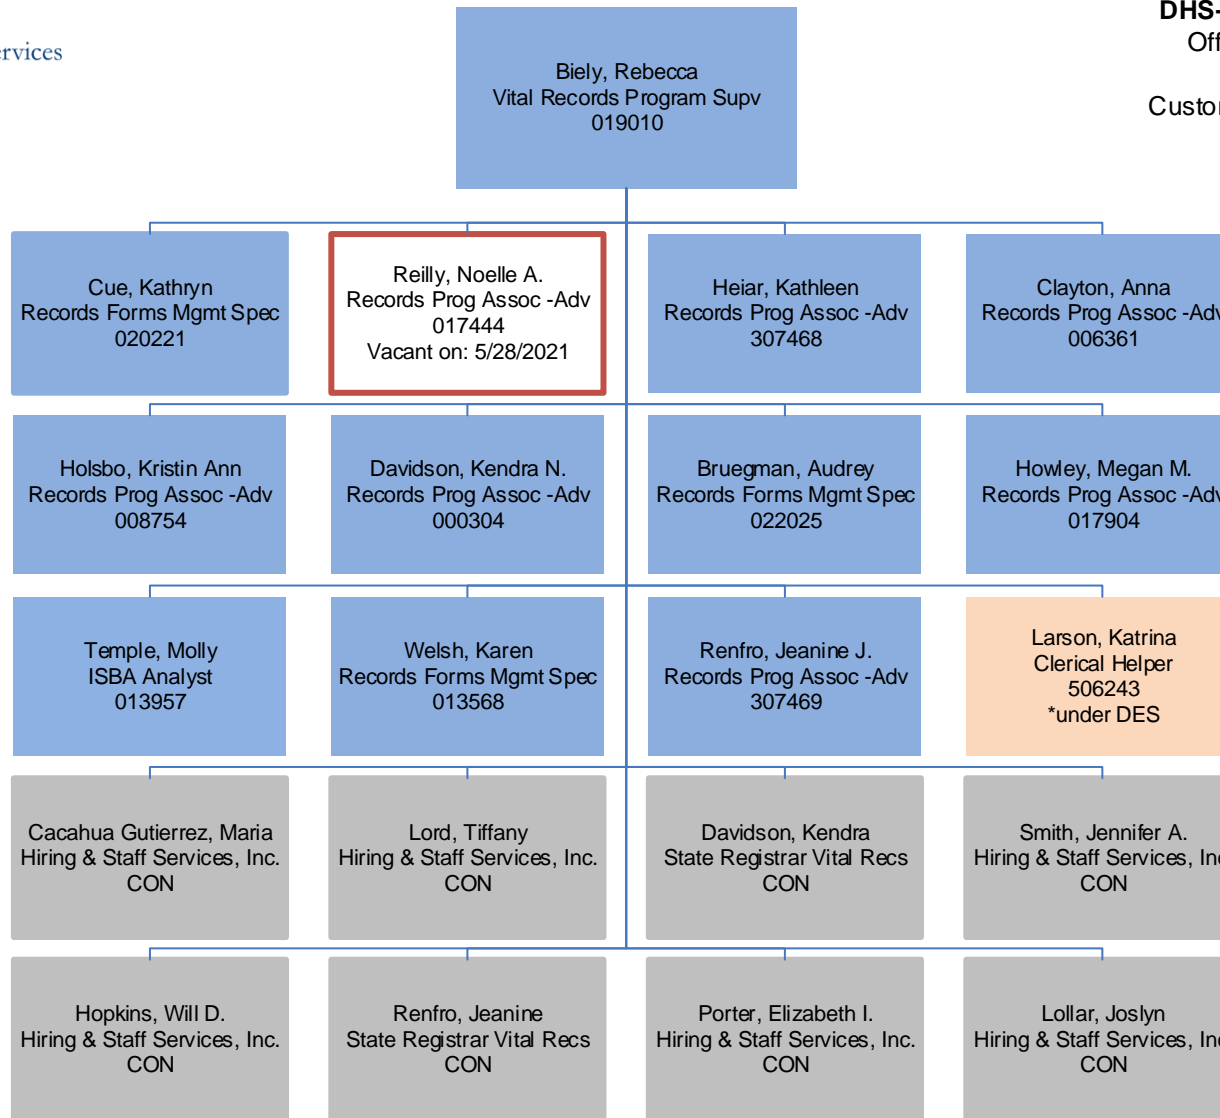 DHS-
ervices
Off
Custor
Biely, Rebecca
Vital Records Program Supv
019010
Cue, Kathryn
Records Forms Mgmt Spec
020221
Reilly, Noelle A.
Records Prog Assoc -Adv
017444
Vacant on: 5/28/2021
Heiar, Kathleen
Records Prog Assoc -Adv
307468
Clayton, Anna
Records Prog Assoc -Adv
006361
Holsbo, Kristin Ann
Records Prog Assoc -Adv
008754
Davidson, Kendra N.
Records Prog Assoc -Adv
000304
Bruegman, Audrey
Records Forms Mgmt Spec
022025
Howley, Megan M.
Records Prog Assoc -Adv
017904
Temple, Molly
ISBA Analyst
013957
Welsh, Karen
Records Forms Mgmt Spec
013568
Renfro, Jeanine J.
Records Prog Assoc -Adv
307469
Larson, Katrina
Clerical Helper
506243
*under DES
Cacahua Gutierrez, Maria
Hiring & Staff Services, Inc.
CON
Lord, Tiffany
Hiring & Staff Services, Inc.
CON
Davidson, Kendra
State Registrar Vital Recs
CON
Smith, Jennifer A.
Hiring & Staff Services, Inc
CON
Hopkins, Will D.
Hiring & Staff Services, Inc.
CON
Renfro, Jeanine
State Registrar Vital Recs
CON
Porter, Elizabeth I.
Hiring & Staff Services, Inc.
CON
Lollar, Joslyn
Hiring & Staff Services, Inc
CON